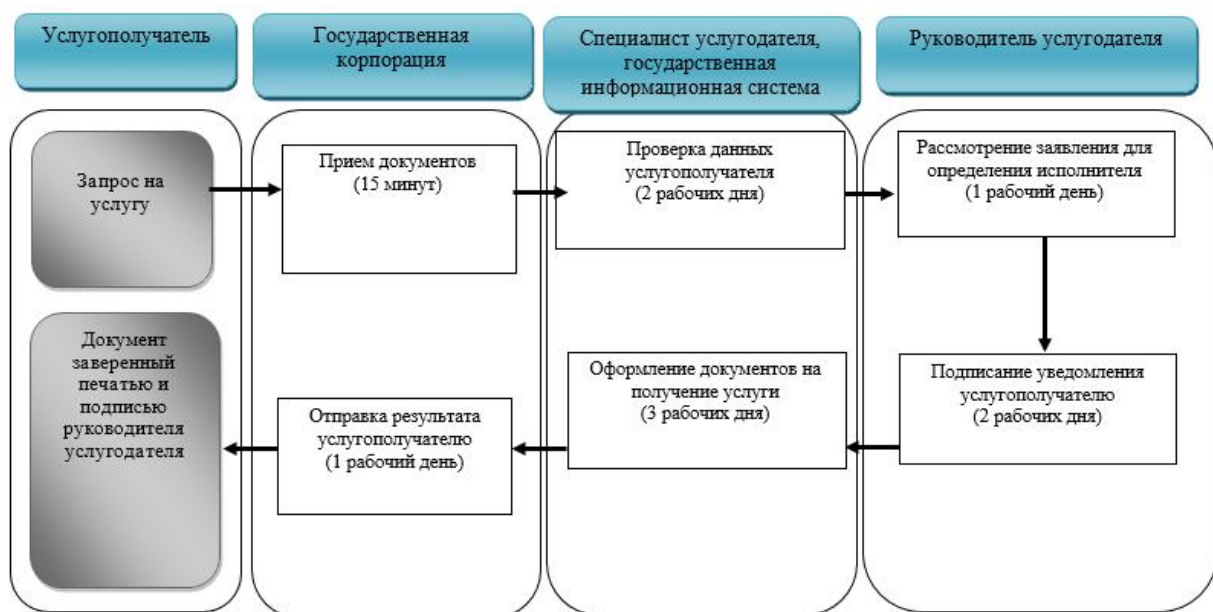 Услугополучатель
Государственная
корпорация
Специалист услугодателя,
государственная
информационная система
Руководитель услугодателя
Запрос на
услугу
Прием документов
(15 минут)
Проверка данных
услугополучателя
(2 рабочих дня)
Рассмотрение заявления для
определения исполнителя
(1 рабочий день)
Документ
заверенный
печатью и
подписью
руководителя
услугодателя
Отправка результата
услугополучателю
(1 рабочий день)
Оформление документов на
получение услуги
(3 рабочих дня)
Подписание уведомления
услугополучателю
(2 рабочих дня)